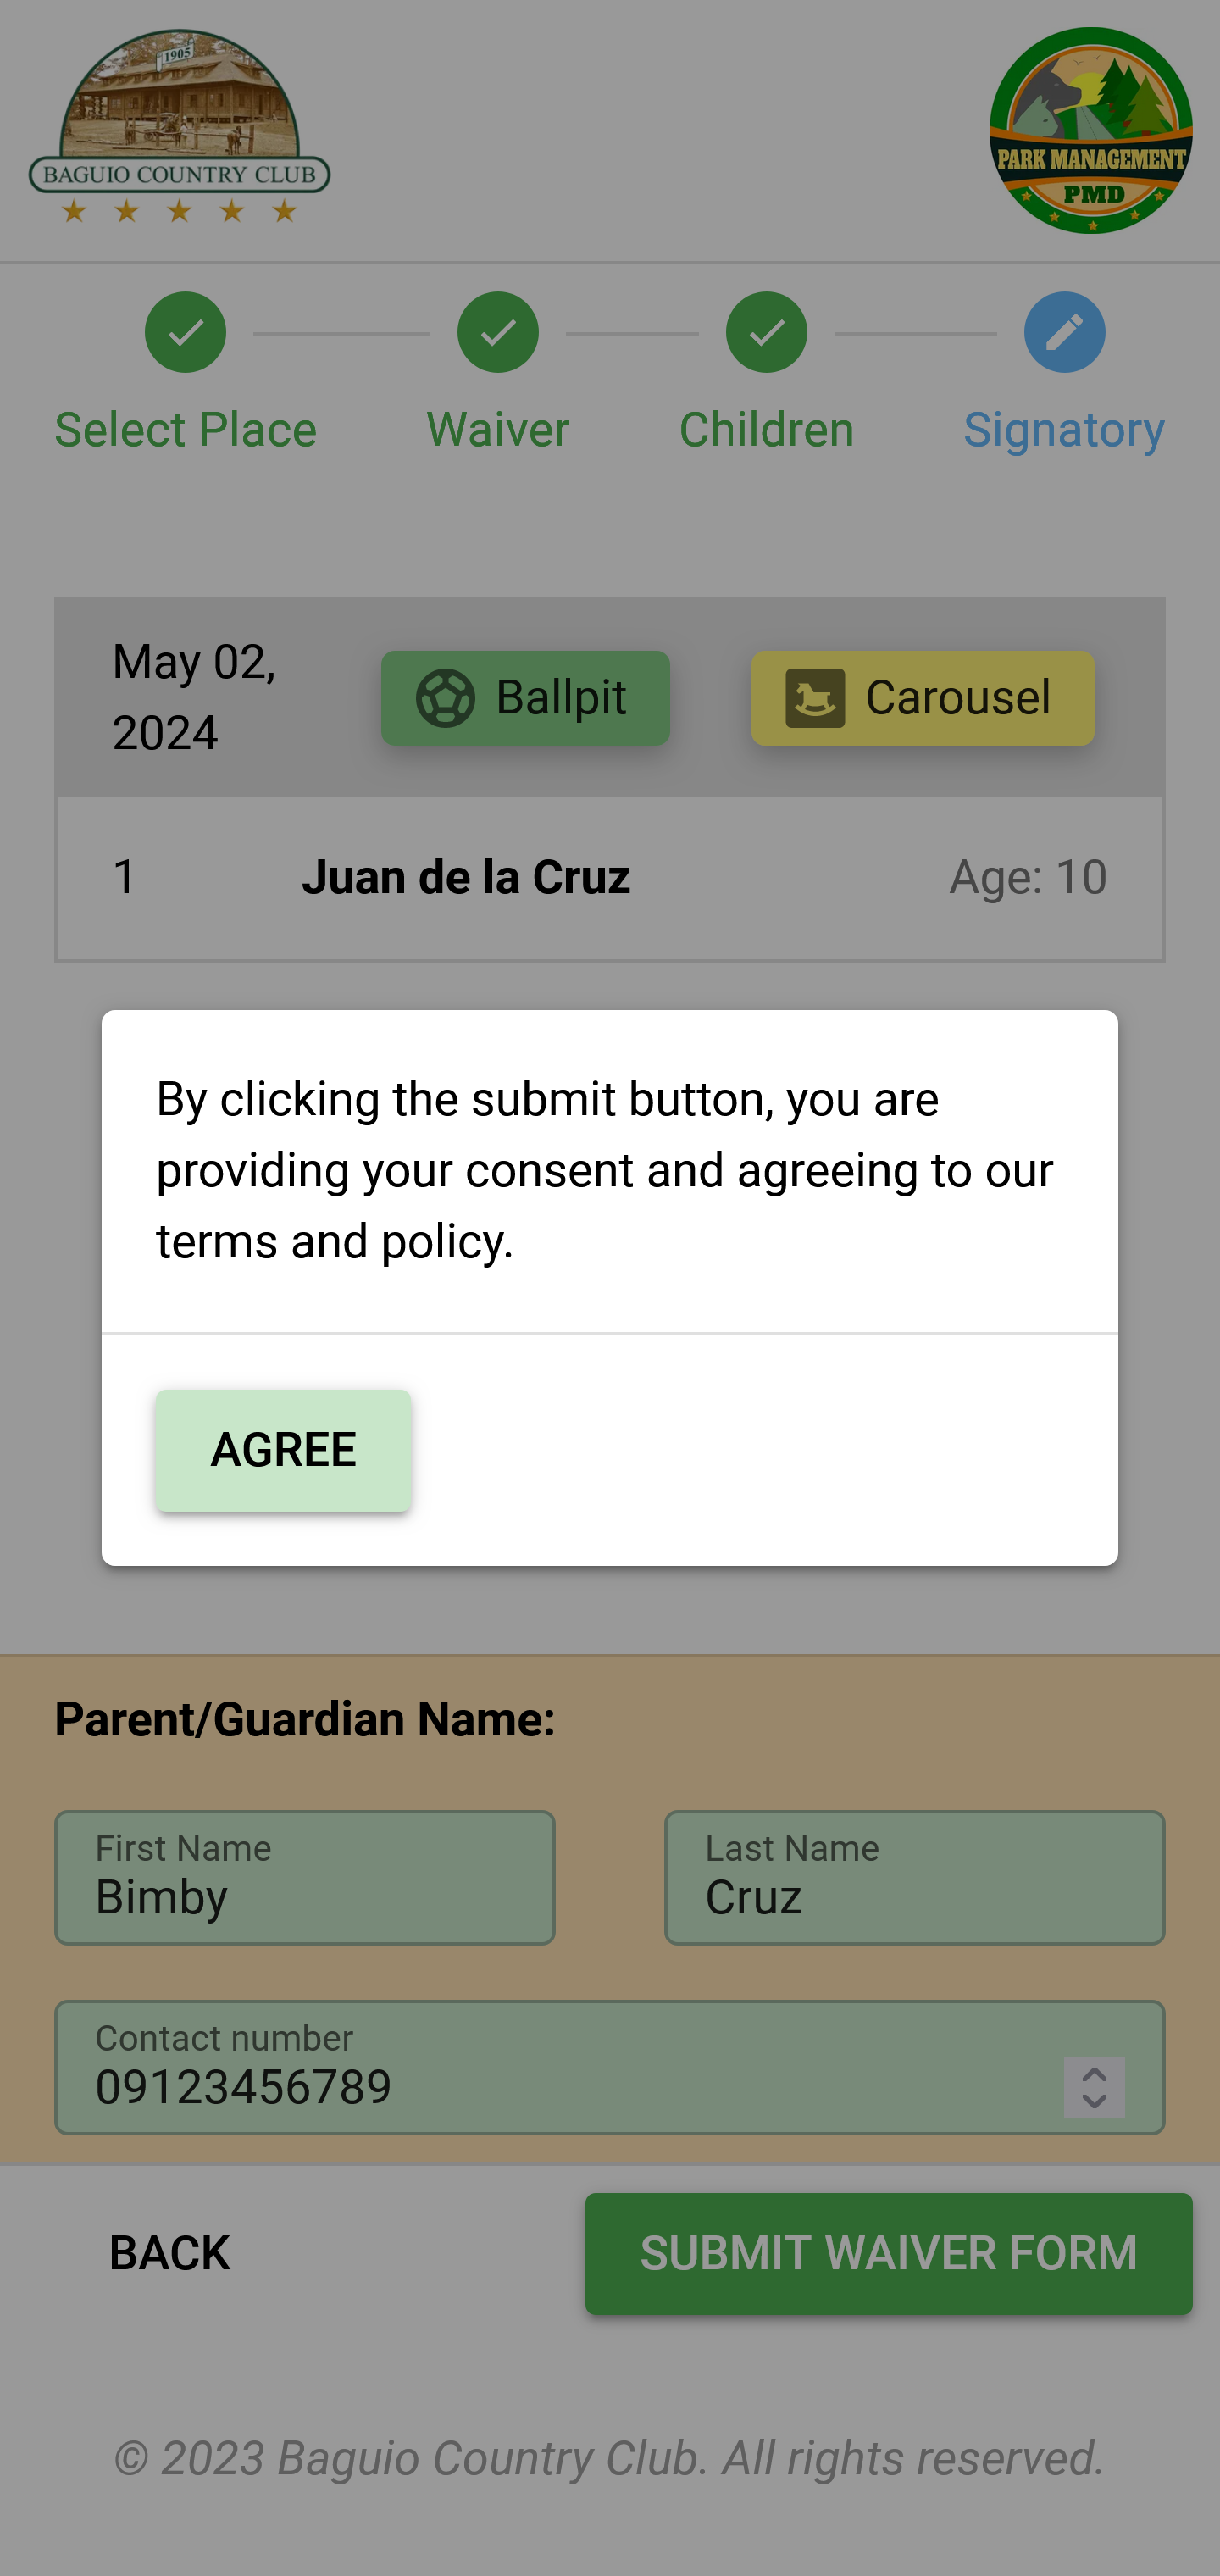 1905
BAGUIO COUNTRY CLUB
PARK MANAGEMENT
PMD
Select Place
Waiver
Children
Signatory
May 02,
2024
Ballpit
Carousel
1
Juan de la Cruz
Age: 10
By clicking the submit button, you are
providing your consent and agreeing to our
terms and policy.
AGREE
Parent/Guardian Name:
First Name
Bimby
Last Name
Cruz
Contact number
09123456789
BACK
SUBMIT WAIVER FORM
© 2023 Baguio Country Club. All rights reserved.